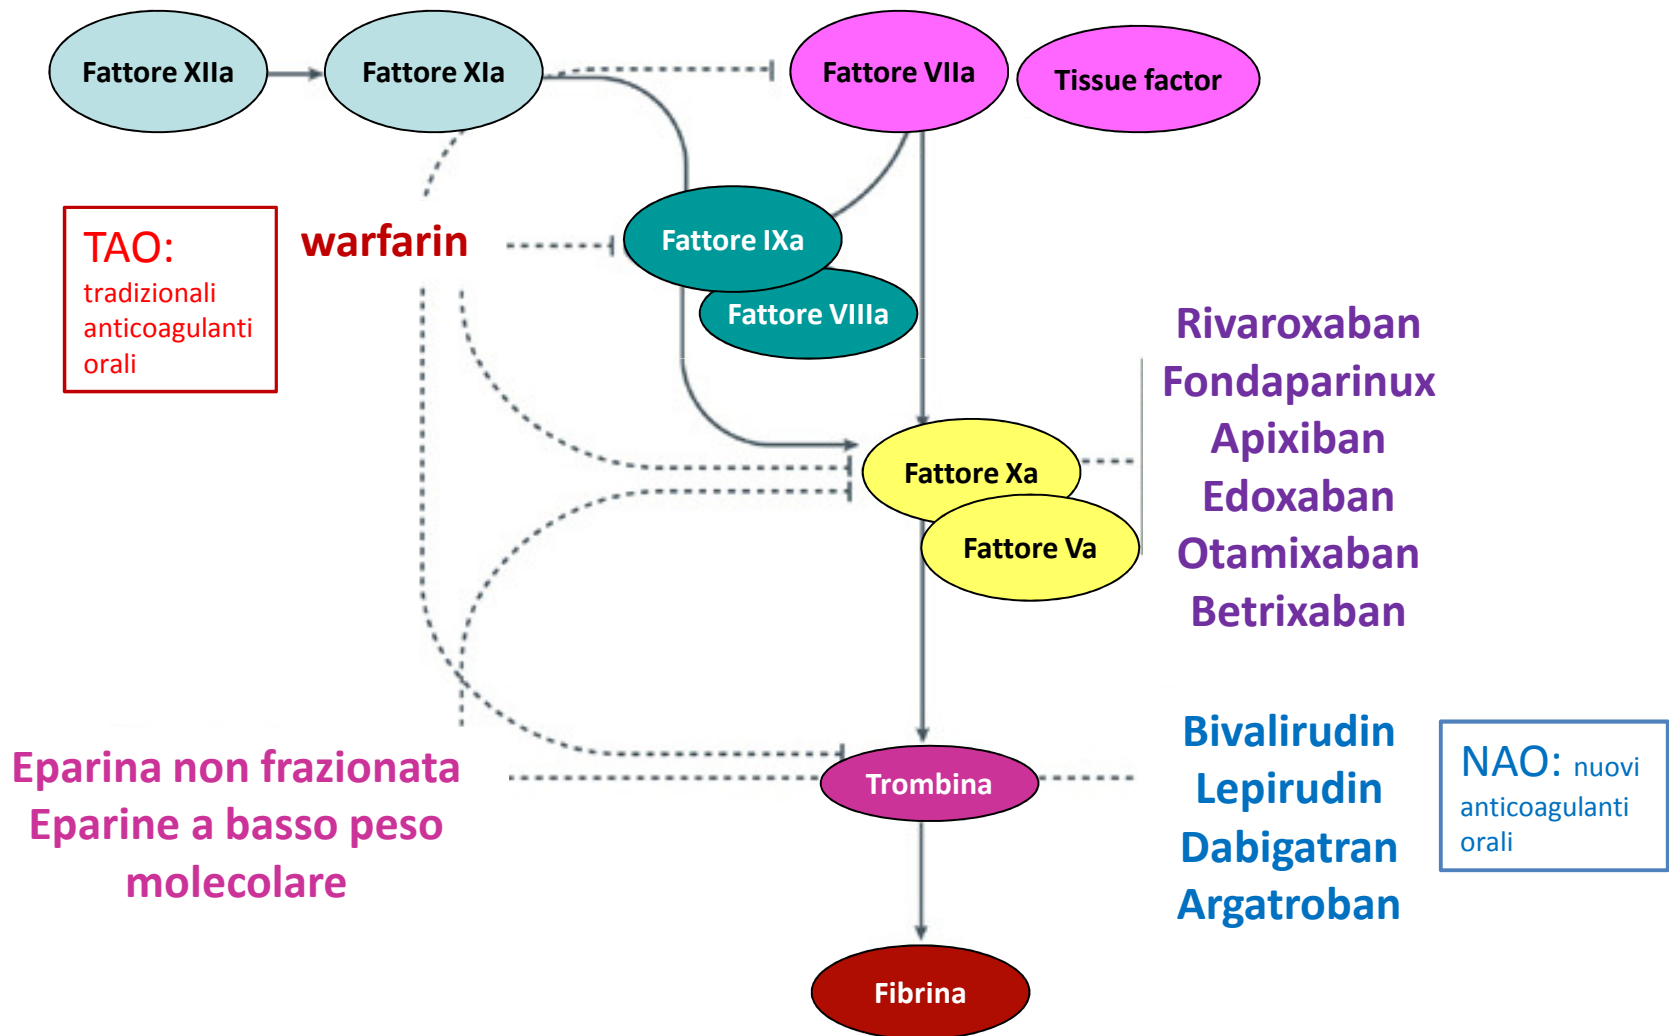 Fattore XIIa
Fattore XIa
Fattore VIIa
Tissue factor
TAO:
tradizionali
anticoagulanti
orali
warfarin
Fattore IXa
Fattore VIIIa
Rivaroxaban
Fondaparinux
Apixiban
Edoxaban
Otamixaban
Betrixaban
Fattore Xa
Fattore Va
Eparina non frazionata
Eparine a basso peso
molecolare
Trombina
Bivalirudin
Lepirudin
Dabigatran
Argatroban
NAO: nuovi
anticoagulanti
orali
Fibrina